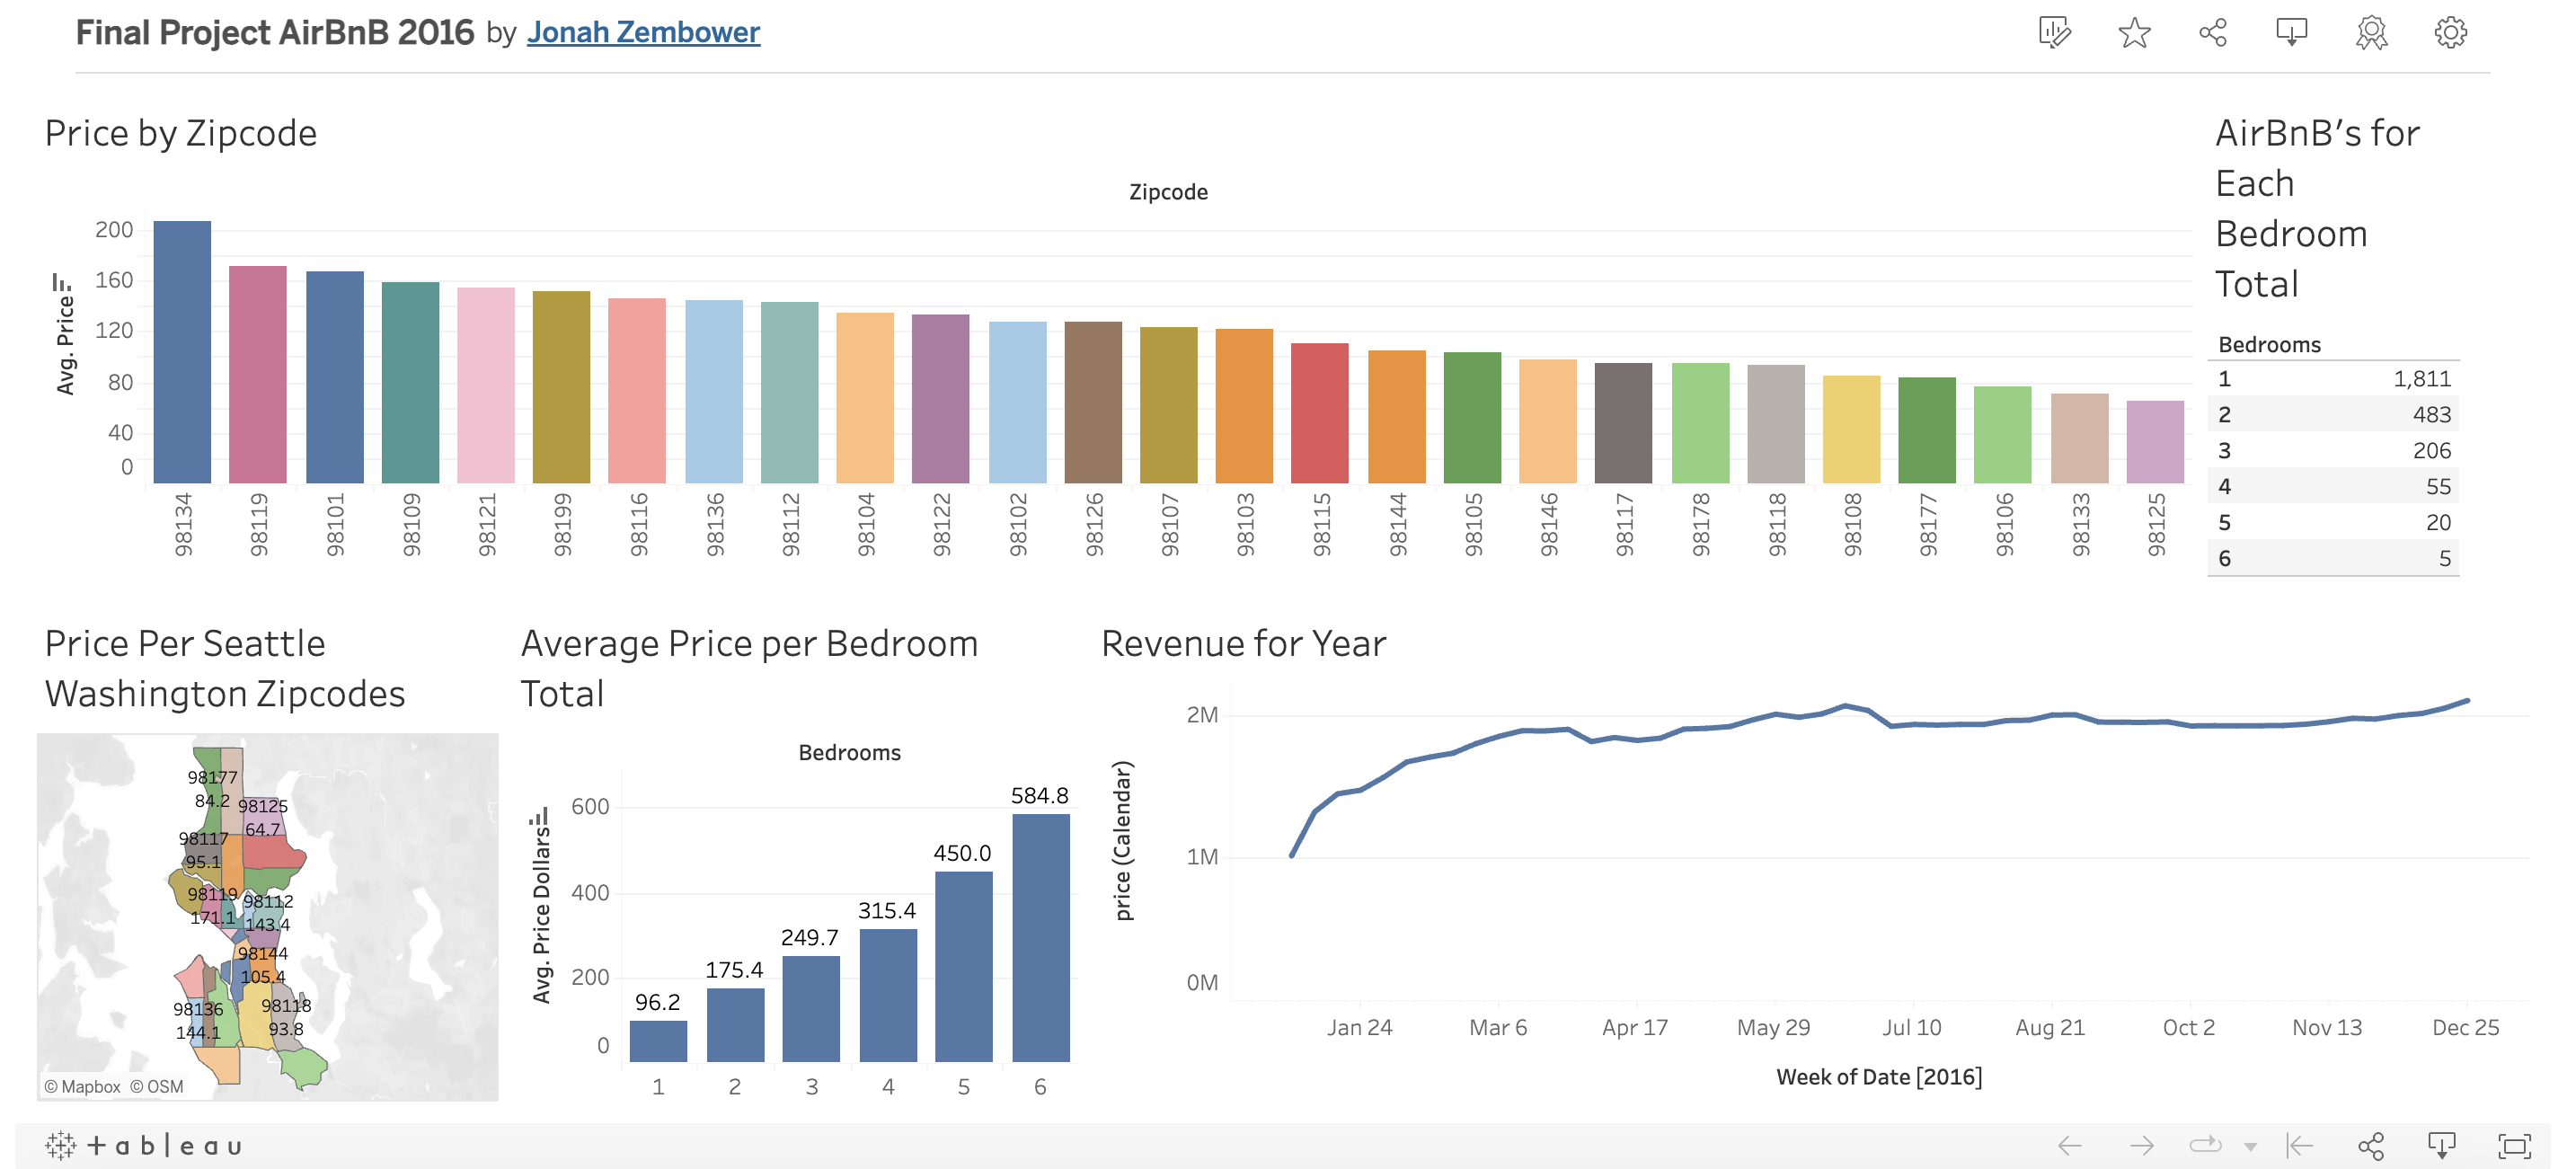 Final Project AirBnB 2016 by Jonah Zembower
Price by Zipcode
Zipcode
Avg. Price
200
160
120
80
40
0
98134
98119
98101
98109
98121
98199
98116
98136
98112
98104
98122
98102
98126
98107
98103
98115
98144
98105
98146
98117
98178
98118
98108
98177
98106
98133
98125
AirBnB's for
Each
Bedroom
Total
Bedrooms
1 1,811
2 483
3 206
4 55
5 20
6 5
Price Per Seattle
Washington Zipcodes
98177
84.2
98125
64.7
98117
95.1
98119
171.1
98112
143.4
98144
105.4
98136
144.1
98118
93.8
© Mapbox © OSM
Average Price per Bedroom
Total
Bedrooms
Avg. Price Dollars
600
400
200
0
96.2
175.4
249.7
315.4
450.0
584.8
1 2 3 4 5 6
Revenue for Year
price (Calendar)
2M
1M
0M
Jan 24 Mar 6 Apr 17 May 29 Jul 10 Aug 21 Oct 2 Nov 13 Dec 25
Week of Date [2016]
+ableau